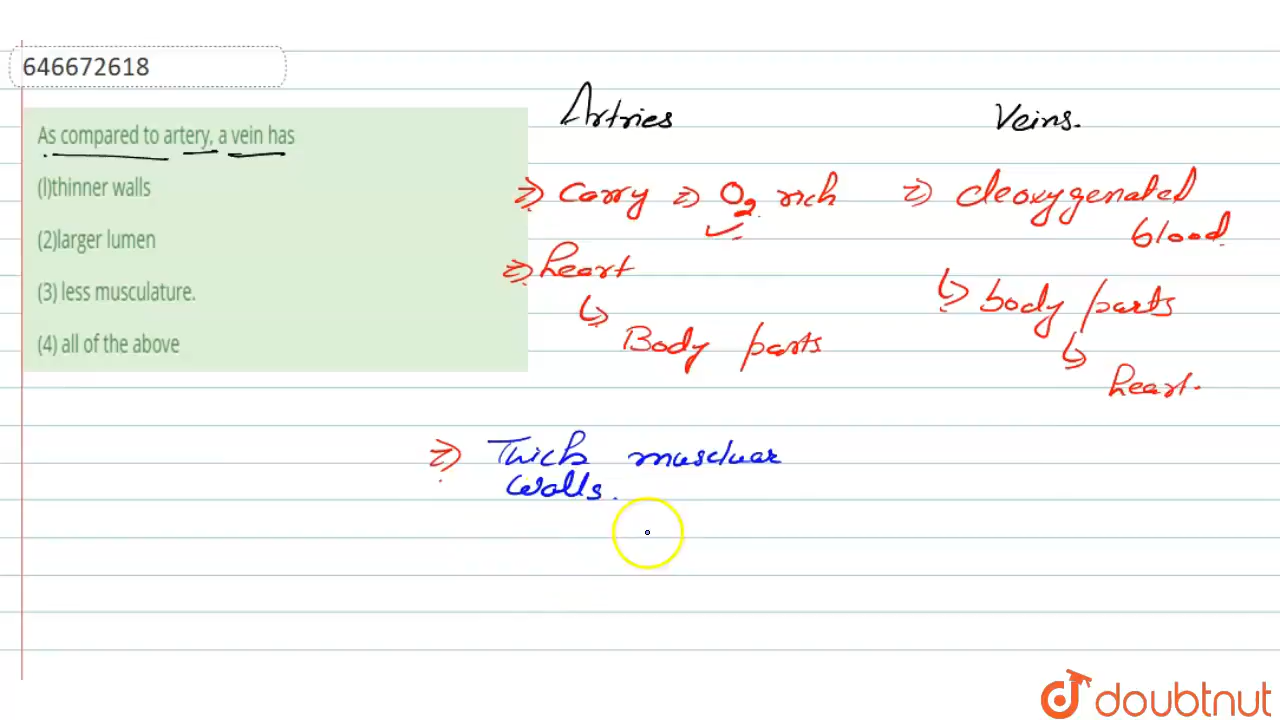 646672618
As compared to artery, a vein has
(l)thinner walls
(2)larger lumen
(3) less musculature.
(4) all of the above
Artries
Veins.
⇒ Carry ⇒ O2 rich
⇒ deoxygenated
blood.
⇒ heart
↳ Body parts
↳ body parts
↳ heart.
⇒ Thick muscluar
walls.
doubtnut